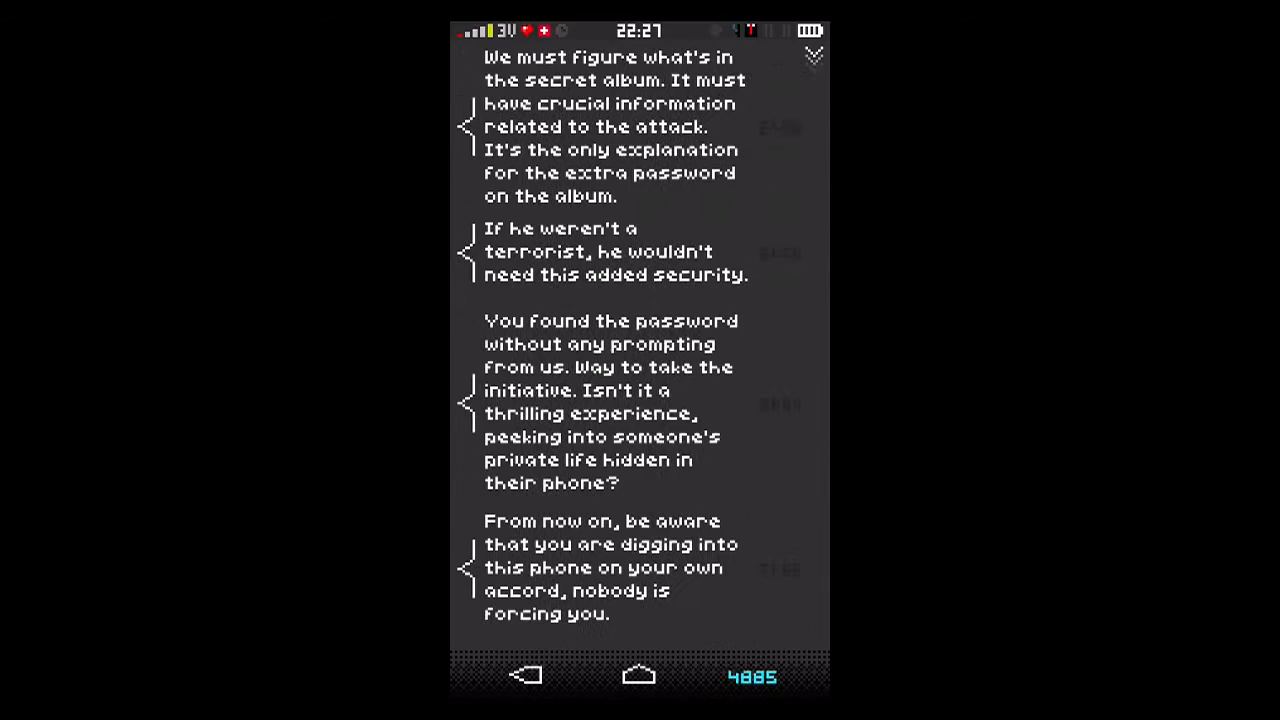 3V
22:27
We must figure what's in
the secret album. It must
have crucial information
related to the attack.
It's the only explanation
for the extra password
on the album.
If he weren't a
terrorist, he wouldn't
need this added security.
You found the password
without any prompting
from us. Way to take the
initiative. Isn't it a
thrilling experience,
peeking into someone's
private life hidden in
their phone?
From now on, be aware
that you are digging into
this phone on your own
accord, nobody is
forcing you.
4885